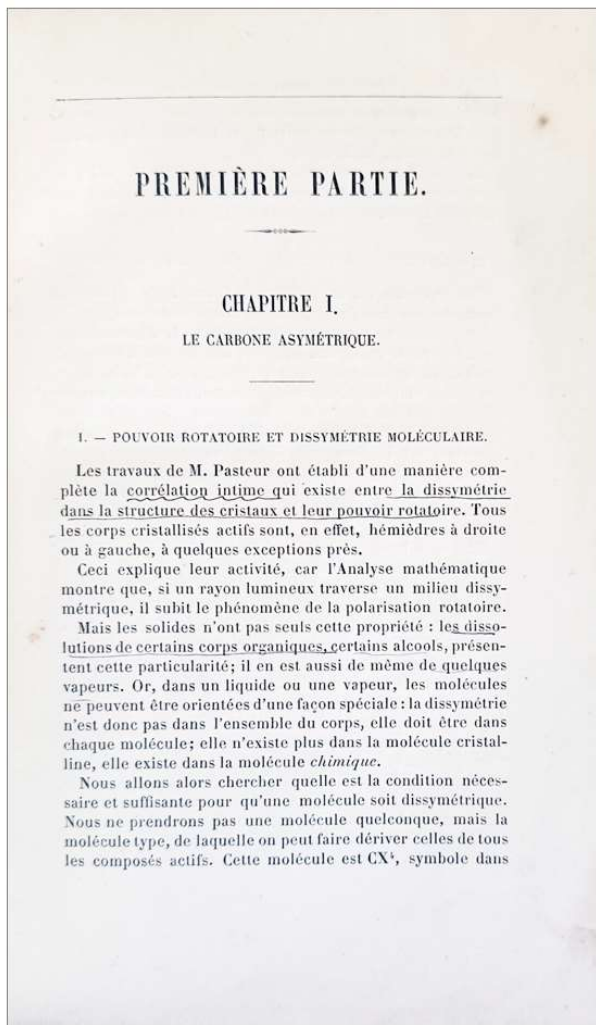 PREMIÈRE PARTIE.
CHAPITRE I.
LE CARBONE ASYMÉTRIQUE.
I. — POUVOIR ROTATOIRE ET DISSYMÉTRIE MOLÉCULAIRE.
Les travaux de M. Pasteur ont établi d'une manière com-
plète la corrélation intime qui existe entre la dissymétrie
dans la structure des cristaux et leur pouvoir rotatoire. Tous
les corps cristallisés actifs sont, en effet, hémièdres à droite
ou à gauche, à quelques exceptions près.
Ceci explique leur activité, car l'Analyse mathématique
montre que, si un rayon lumineux traverse un milieu dissy-
métrique, il subit le phénomène de la polarisation rotatoire.
Mais les solides n'ont pas seuls cette propriété : les disso-
lutions de certains corps organiques, certains alcools, présen-
tent cette particularité; il en est aussi de même de quelques
vapeurs. Or, dans un liquide ou une vapeur, les molécules
ne peuvent être orientées d'une façon spéciale : la dissymétrie
n'est donc pas dans l'ensemble du corps, elle doit être dans
chaque molécule; elle n'existe plus dans la molécule cristal-
line, elle existe dans la molécule chimique.
Nous allons alors chercher quelle est la condition néces-
saire et suffisante pour qu'une molécule soit dissymétrique.
Nous ne prendrons pas une molécule quelconque, mais la
molécule type, de laquelle on peut faire dériver celles de tous
les composés actifs. Cette molécule est CX⁴, symbole dans